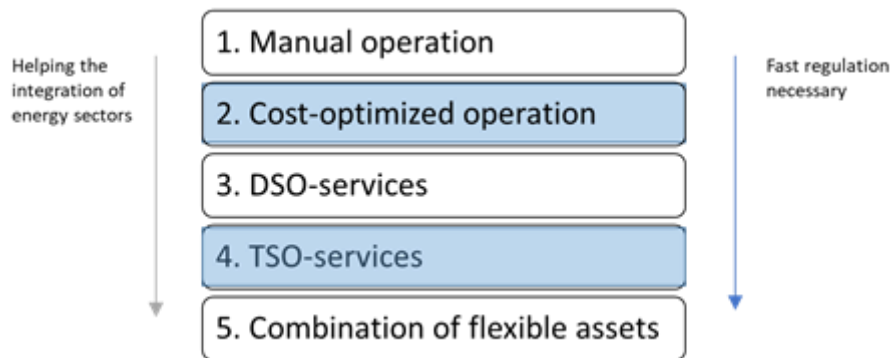 1. Manual operation
Helping the
integration of
energy sectors
Fast regulation
necessary
2. Cost-optimized operation
3. DSO-services
4. TSO-services
5. Combination of flexible assets